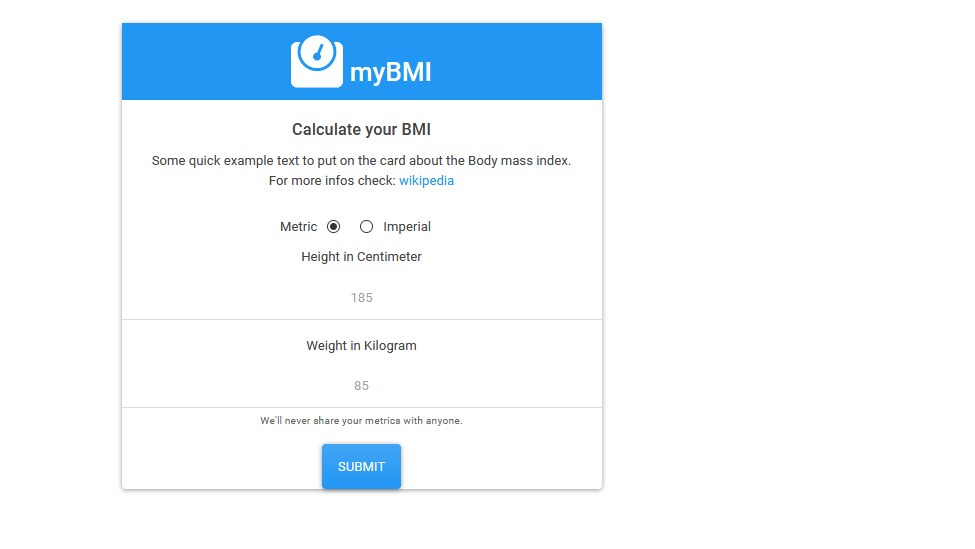 myBMI
Calculate your BMI
Some quick example text to put on the card about the Body mass index.
For more infos check: wikipedia
Metric Imperial
Height in Centimeter
185
Weight in Kilogram
85
We'll never share your metrics with anyone.
SUBMIT